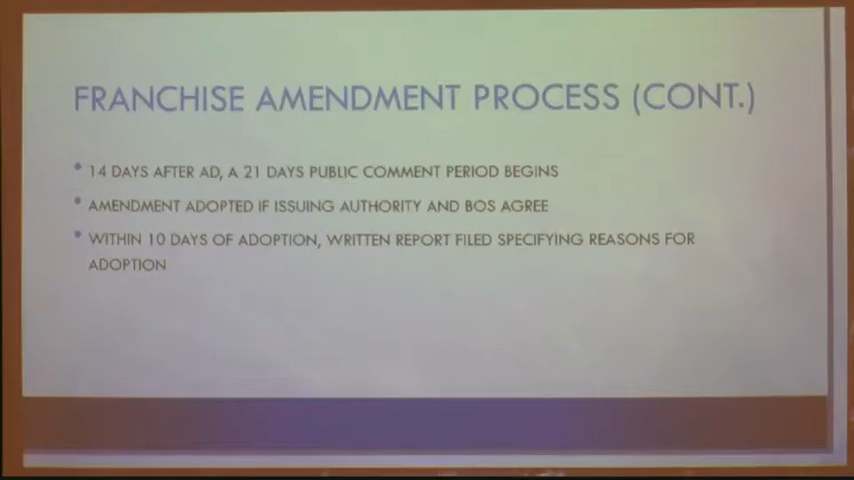 FRANCHISE AMENDMENT PROCESS (CONT.)
• 14 DAYS AFTER AD, A 21 DAYS PUBLIC COMMENT PERIOD BEGINS
• AMENDMENT ADOPTED IF ISSUING AUTHORITY AND BOS AGREE
• WITHIN 10 DAYS OF ADOPTION, WRITTEN REPORT FILED SPECIFYING REASONS FOR
ADOPTION